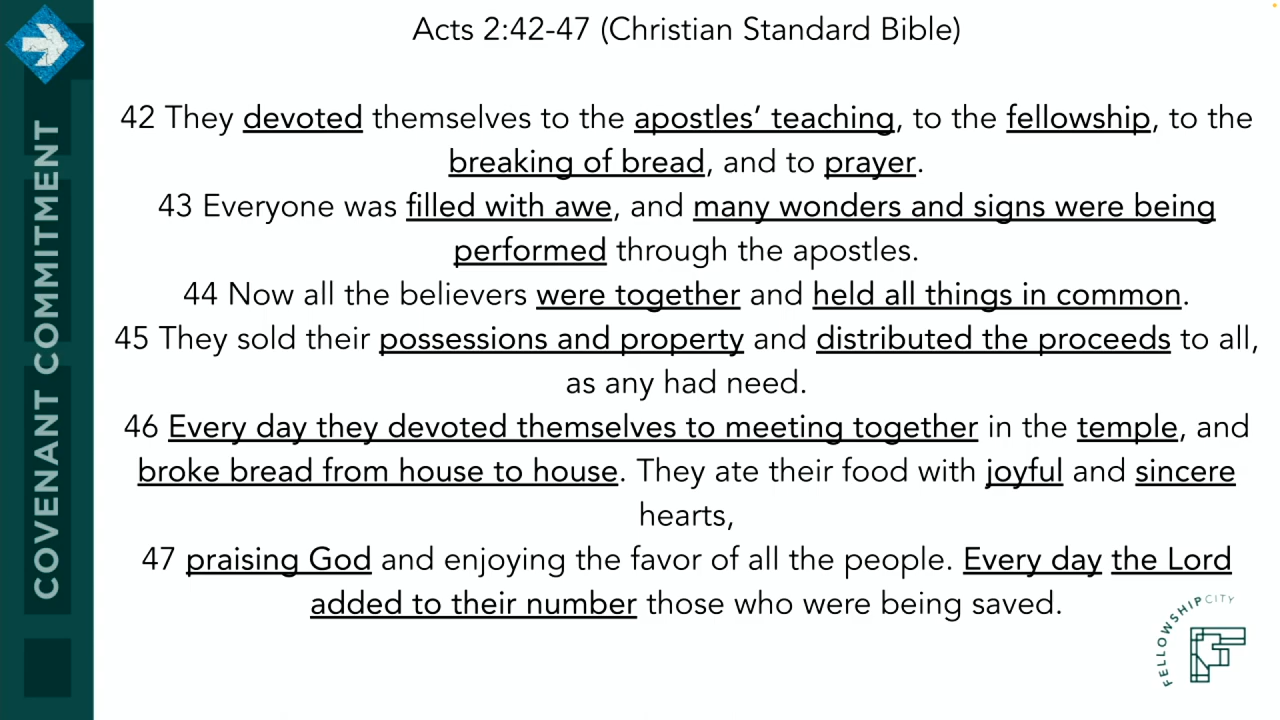 Acts 2:42-47 (Christian Standard Bible)
42 They devoted themselves to the apostles’ teaching, to the fellowship, to the
breaking of bread, and to prayer.
43 Everyone was filled with awe, and many wonders and signs were being
performed through the apostles.
44 Now all the believers were together and held all things in common.
45 They sold their possessions and property and distributed the proceeds to all,
as any had need.
46 Every day they devoted themselves to meeting together in the temple, and
broke bread from house to house. They ate their food with joyful and sincere
hearts,
47 praising God and enjoying the favor of all the people. Every day the Lord
added to their number those who were being saved.
COVENANT COMMITMENT
FELLOWSHIPCITY